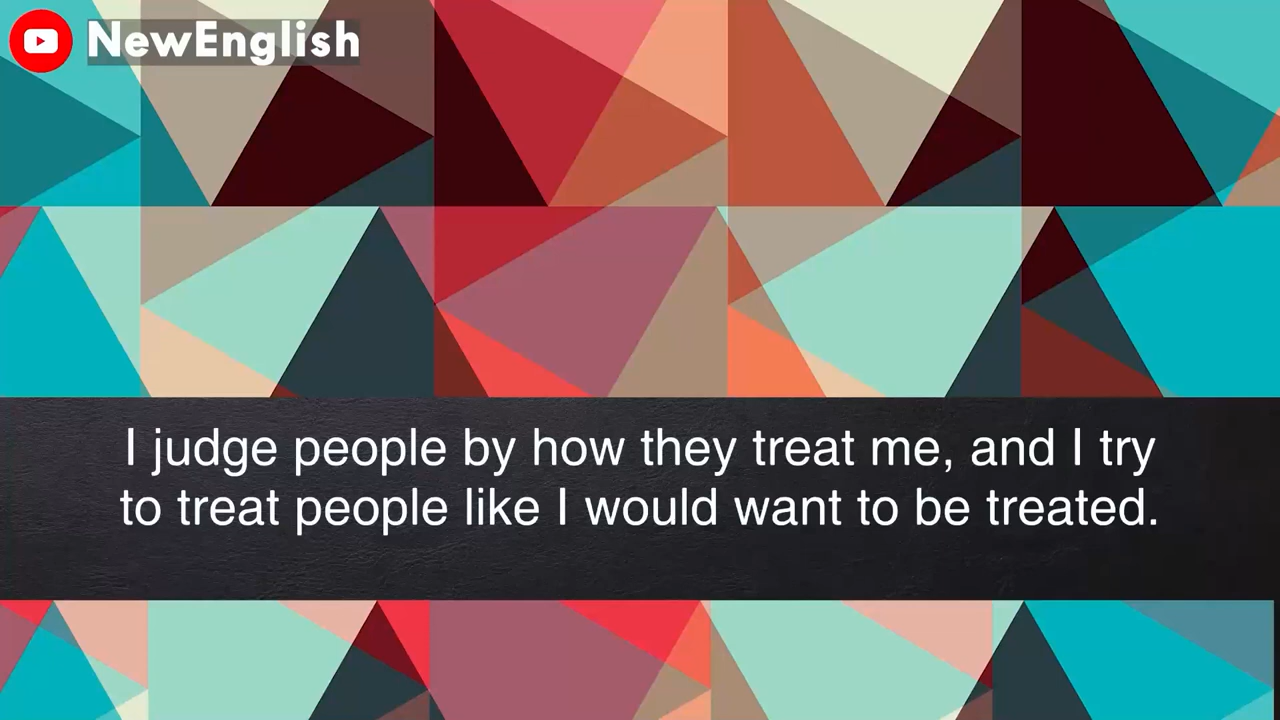 NewEnglish
I judge people by how they treat me, and I try
to treat people like I would want to be treated.